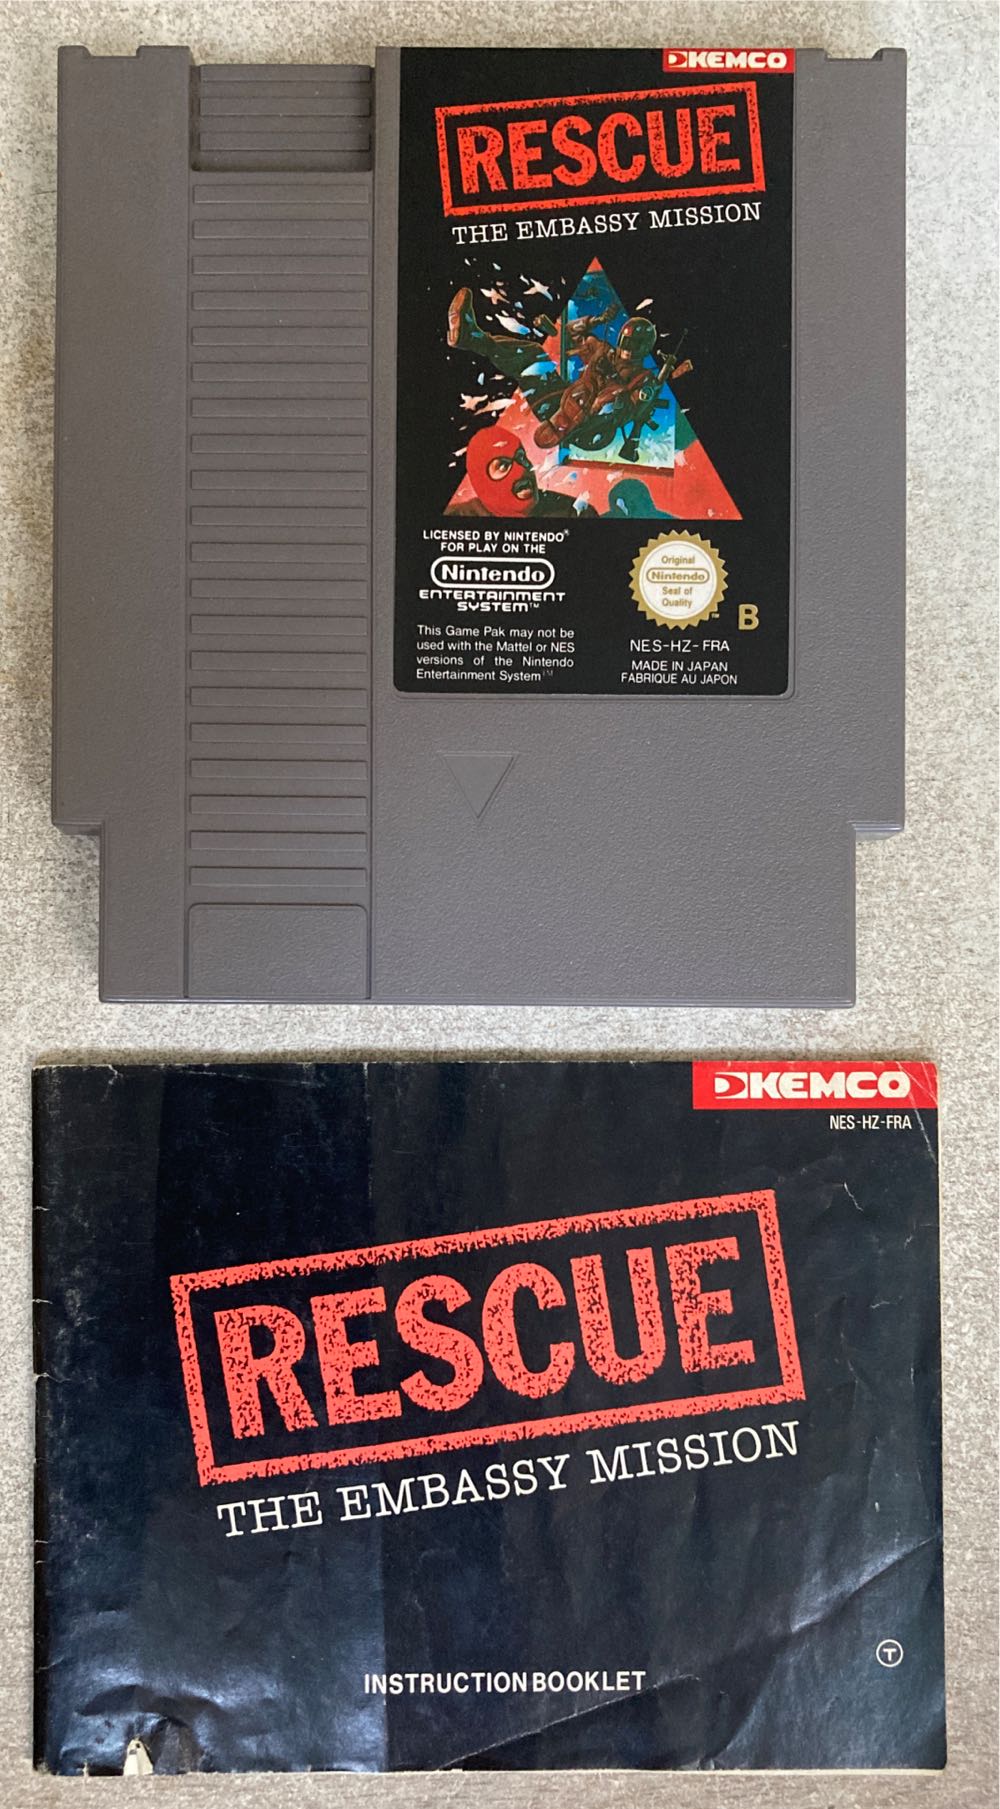 KEMCO
RESCUE
THE EMBASSY MISSION
LICENSED BY NINTENDO®
FOR PLAY ON THE
Nintendo
ENTERTAINMENT
SYSTEM™
This Game Pak may not be
used with the Mattel or NES
versions of the Nintendo
Entertainment System™
Original
Nintendo
Seal of
Quality
™
B
NES-HZ-FRA
MADE IN JAPAN
FABRIQUE AU JAPON
KEMCO
NES-HZ-FRA
RESCUE
THE EMBASSY MISSION
T
INSTRUCTION BOOKLET